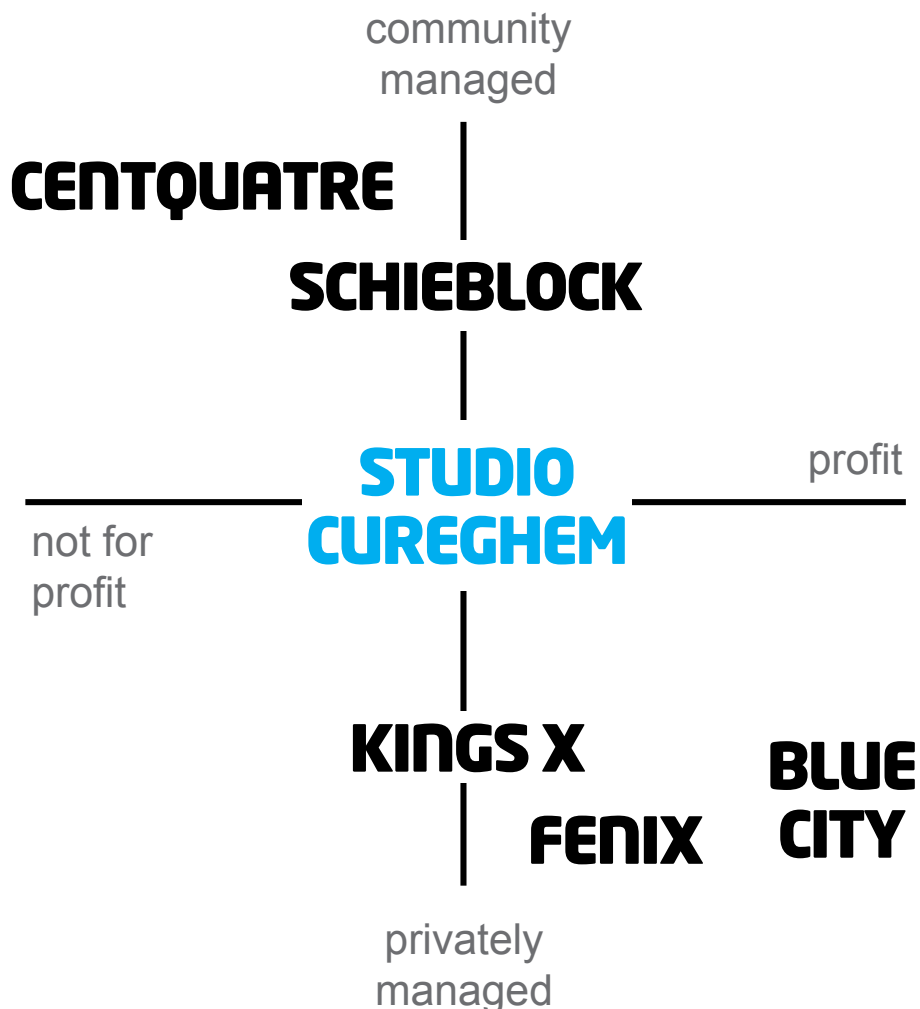 community
managed
CENTQUATRE
SCHIEBLOCK
profit
STUDIO
CUREGHEM
not for
profit
KINGS X
BLUE
CITY
FENIX
privately
managed